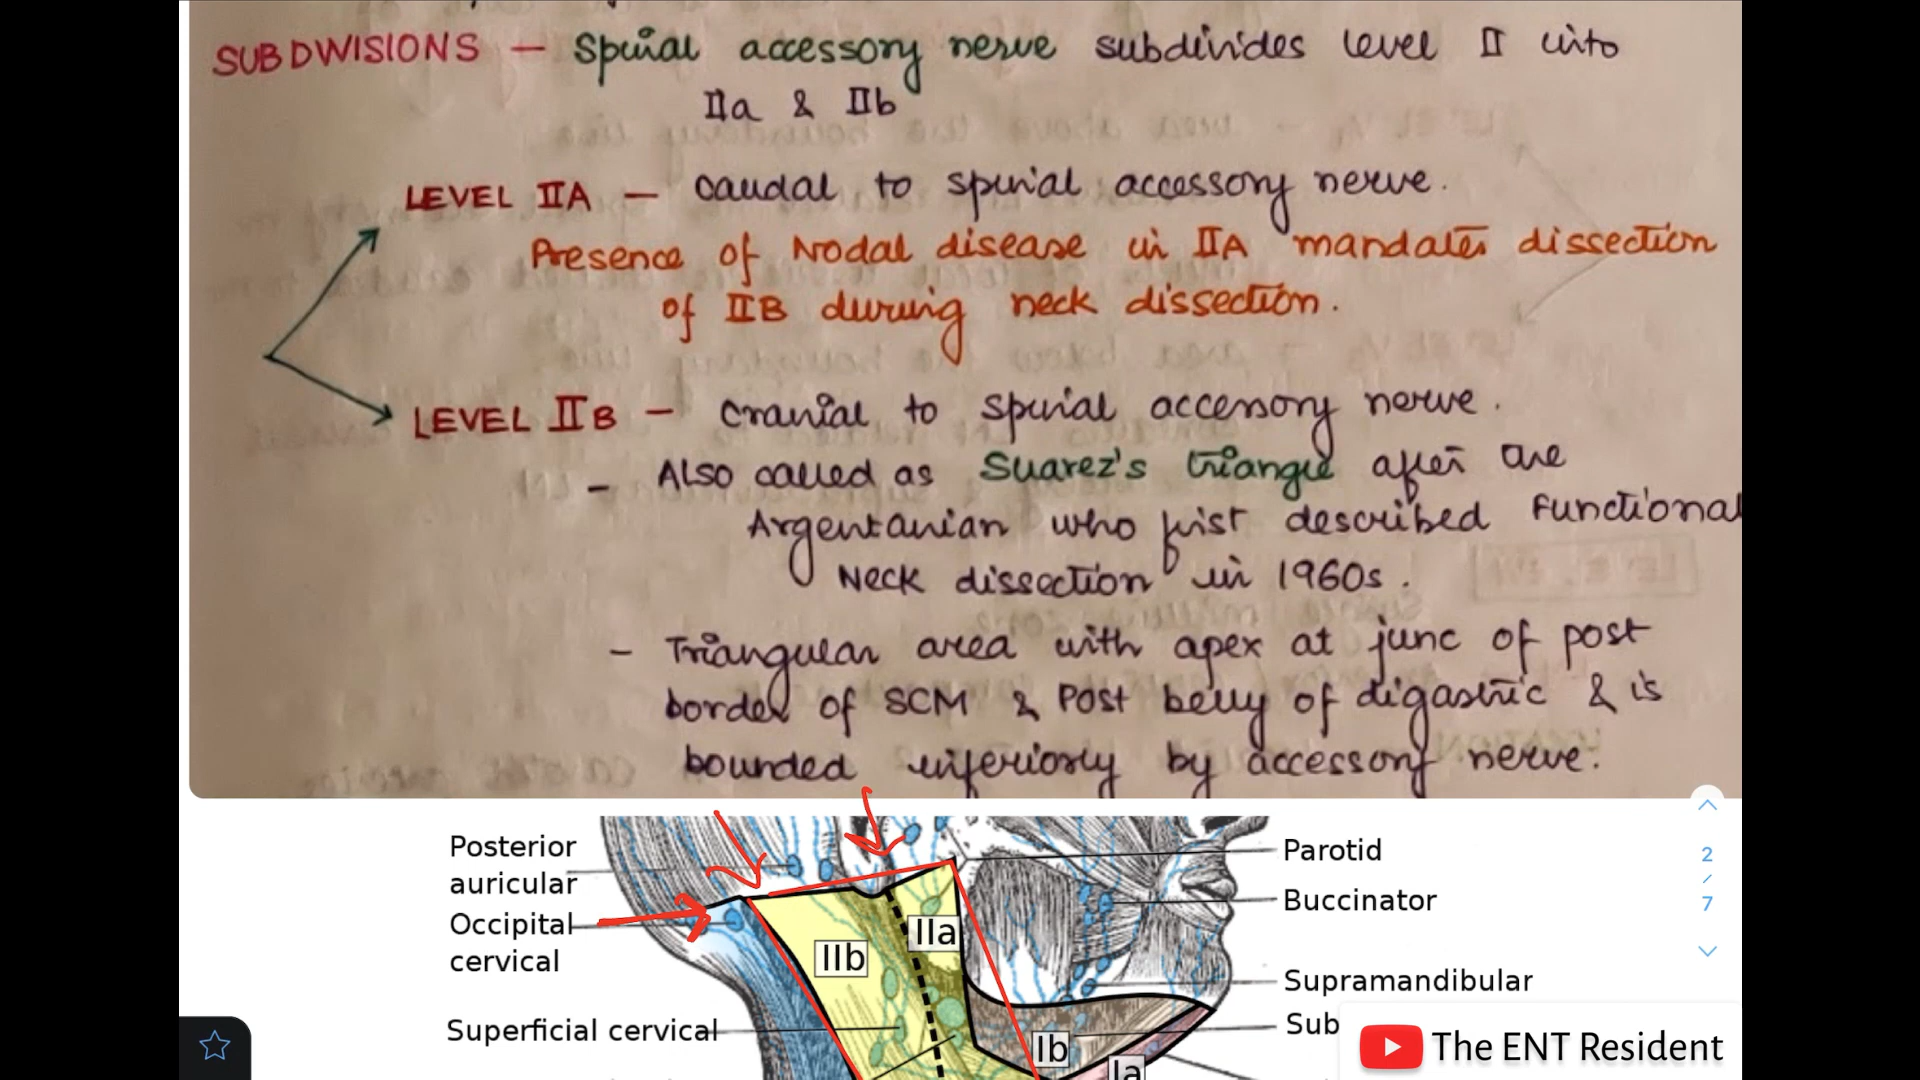 SUBDIVISIONS — Spinal accessory nerve subdivides level II into
IIa & IIb
LEVEL IIA — Caudal to spinal accessory nerve.
Presence of Nodal disease in IIA mandates dissection
of IIB during neck dissection.
LEVEL IIB — Cranial to spinal accessory nerve.
- Also called as Suarez's triangle after the
Argentanian who first described Functional
Neck dissection in 1960s.
- Triangular area with apex at junc of post
border of SCM & Post belly of digastric & is
bounded inferiorly by accessory nerve.
Posterior
auricular
Occipital
cervical
Superficial cervical
Parotid
Buccinator
Supramandibular
Sub
IIb
IIa
Ib
Ia
2
/
7
The ENT Resident